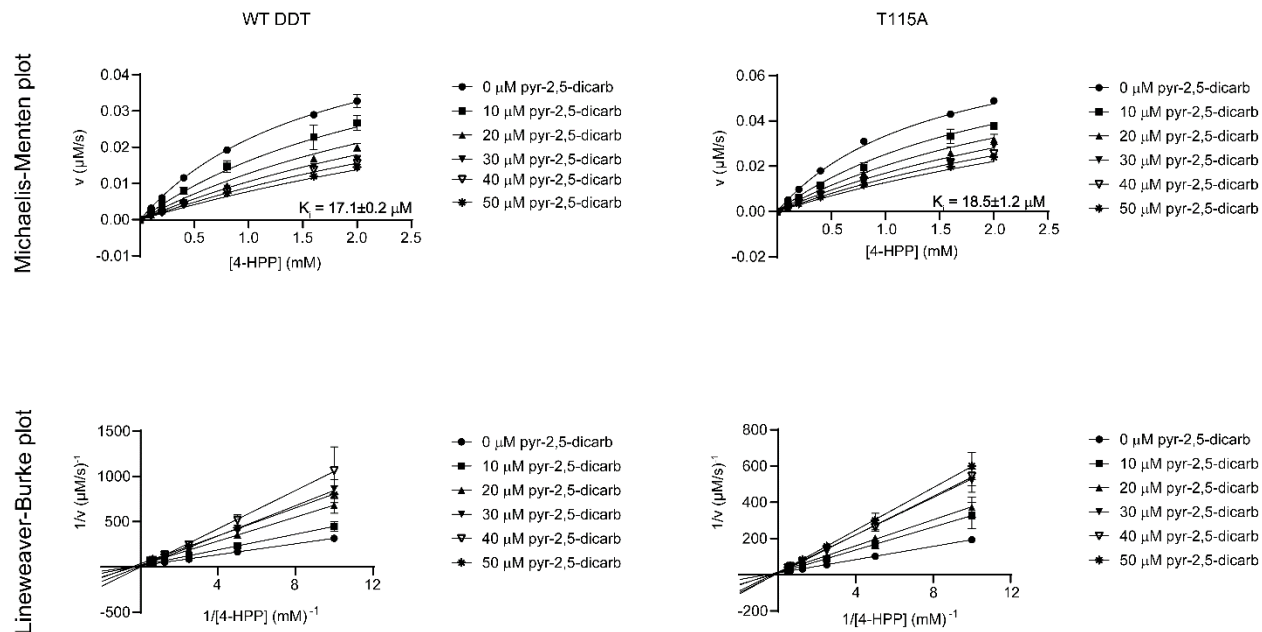 WT DDT
T115A
Michaelis-Menten plot
0.04
0.03
0.02
0.01
0.00
-0.01
0.5
1.0
1.5
2.0
2.5
v (μM/s)
[4-HPP] (mM)
Ki = 17.1±0.2 μM
0 μM pyr-2,5-dicarb
10 μM pyr-2,5-dicarb
20 μM pyr-2,5-dicarb
30 μM pyr-2,5-dicarb
40 μM pyr-2,5-dicarb
50 μM pyr-2,5-dicarb
0.06
0.04
0.02
0.00
-0.02
0.5
1.0
1.5
2.0
2.5
v (μM/s)
[4-HPP] (mM)
Ki = 18.5±1.2 μM
0 μM pyr-2,5-dicarb
10 μM pyr-2,5-dicarb
20 μM pyr-2,5-dicarb
30 μM pyr-2,5-dicarb
40 μM pyr-2,5-dicarb
50 μM pyr-2,5-dicarb
Lineweaver-Burke plot
1500
1000
500
-500
4
8
12
1/v (μM/s)⁻¹
1/[4-HPP] (mM)⁻¹
0 μM pyr-2,5-dicarb
10 μM pyr-2,5-dicarb
20 μM pyr-2,5-dicarb
30 μM pyr-2,5-dicarb
40 μM pyr-2,5-dicarb
50 μM pyr-2,5-dicarb
800
600
400
200
-200
4
8
12
1/v (μM/s)⁻¹
1/[4-HPP] (mM)⁻¹
0 μM pyr-2,5-dicarb
10 μM pyr-2,5-dicarb
20 μM pyr-2,5-dicarb
30 μM pyr-2,5-dicarb
40 μM pyr-2,5-dicarb
50 μM pyr-2,5-dicarb